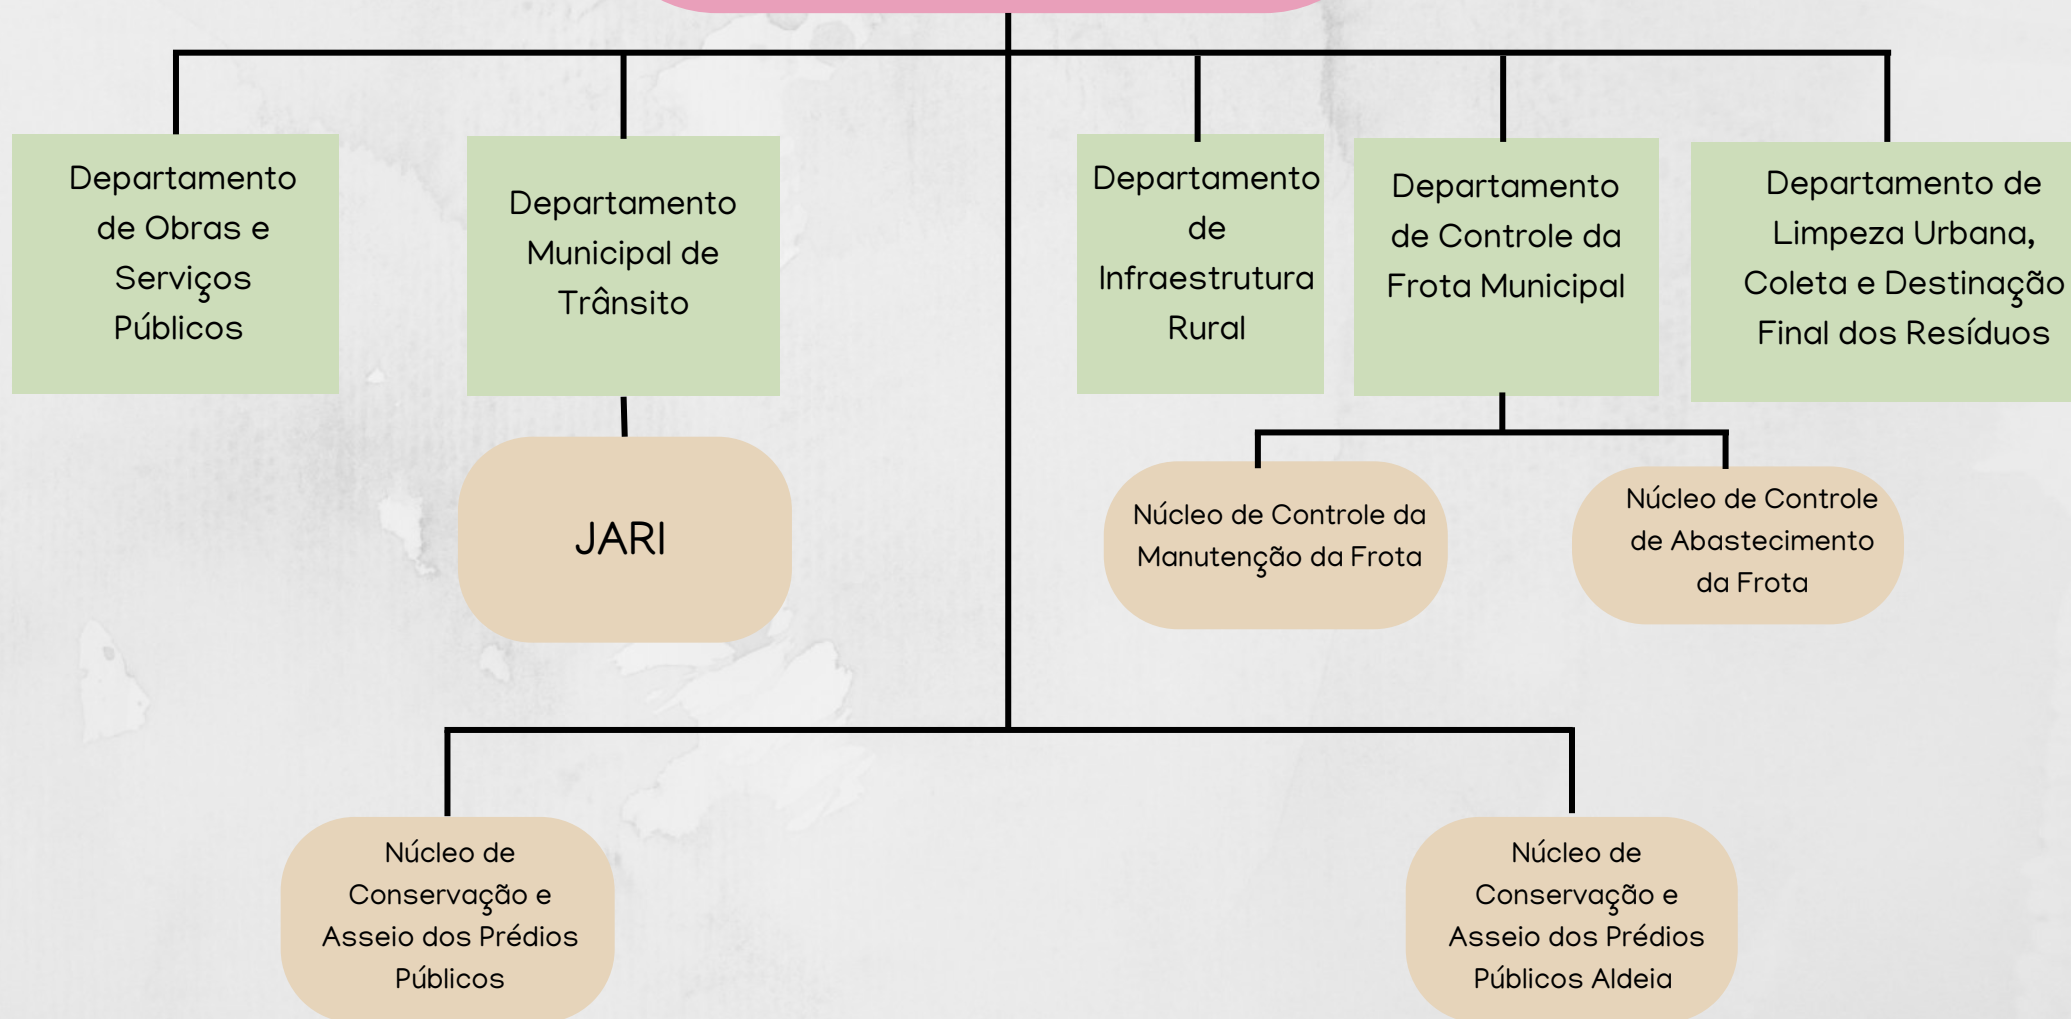 Departamento
de Obras e
Serviços
Públicos
Departamento
Municipal de
Trânsito
Departamento
de
Infraestrutura
Rural
Departamento
de Controle da
Frota Municipal
Departamento de
Limpeza Urbana,
Coleta e Destinação
Final dos Resíduos
JARI
Núcleo de Controle da
Manutenção da Frota
Núcleo de Controle
de Abastecimento
da Frota
Núcleo de
Conservação e
Asseio dos Prédios
Públicos
Núcleo de
Conservação e
Asseio dos Prédios
Públicos Aldeia